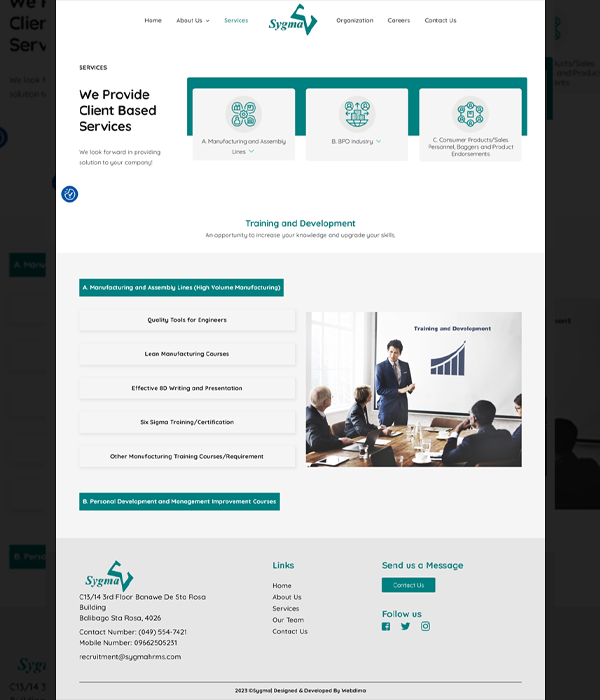 Home
About Us
Services
Sygma
Organization
Careers
Contact Us
SERVICES
We Provide
Client Based
Services
We look forward in providing
solution to your company!
A. Manufacturing and Assembly
Lines
B. BPO Industry
C. Consumer Products/Sales
Personnel, Baggers and Product
Endorsements
Training and Development
An opportunity to increase your knowledge and upgrade your skills.
A. Manufacturing and Assembly Lines (High Volume Manufacturing)
Quality Tools for Engineers
Lean Manufacturing Courses
Effective 8D Writing and Presentation
Six Sigma Training/Certification
Other Manufacturing Training Courses/Requirement
Training and Development
B. Personal Development and Management Improvement Courses
Sygma
C13/14 3rd Floor Banawe De Sta Rosa
Building
Balibago Sta Rosa, 4026
Contact Number: (049) 554-7421
Mobile Number: 09662505231
recruitment@sygmahrms.com
Links
Home
About Us
Services
Our Team
Contact Us
Send us a Message
Contact Us
Follow us
2023 ©Sygma| Designed & Developed By Webdima